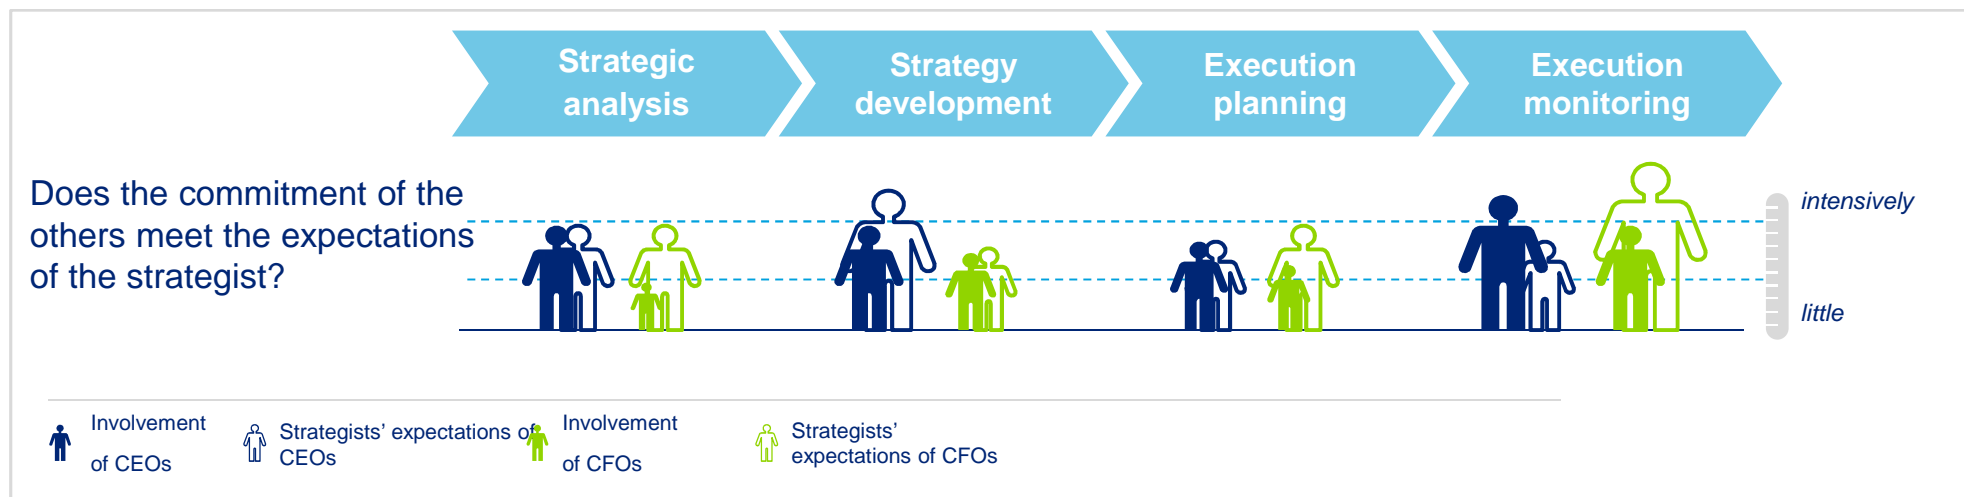 Strategic
analysis
Strategy
development
Execution
planning
Execution
monitoring
Does the commitment of the
others meet the expectations
of the strategist?
intensively
little
Involvement
of CEOs
Strategists' expectations of
CEOs
Involvement
of CFOs
Strategists'
expectations of CFOs